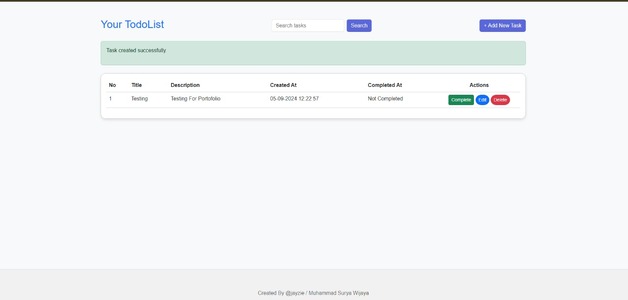 Your TodoList
Search tasks
Search
+ Add New Task
Task created successfully
No Title Description Created At Completed At Actions
1 Testing Testing For Portofolio 05-09-2024 12:22:57 Not Completed Complete Edit Delete
Created By @jayzie / Muhammad Surya Wijaya